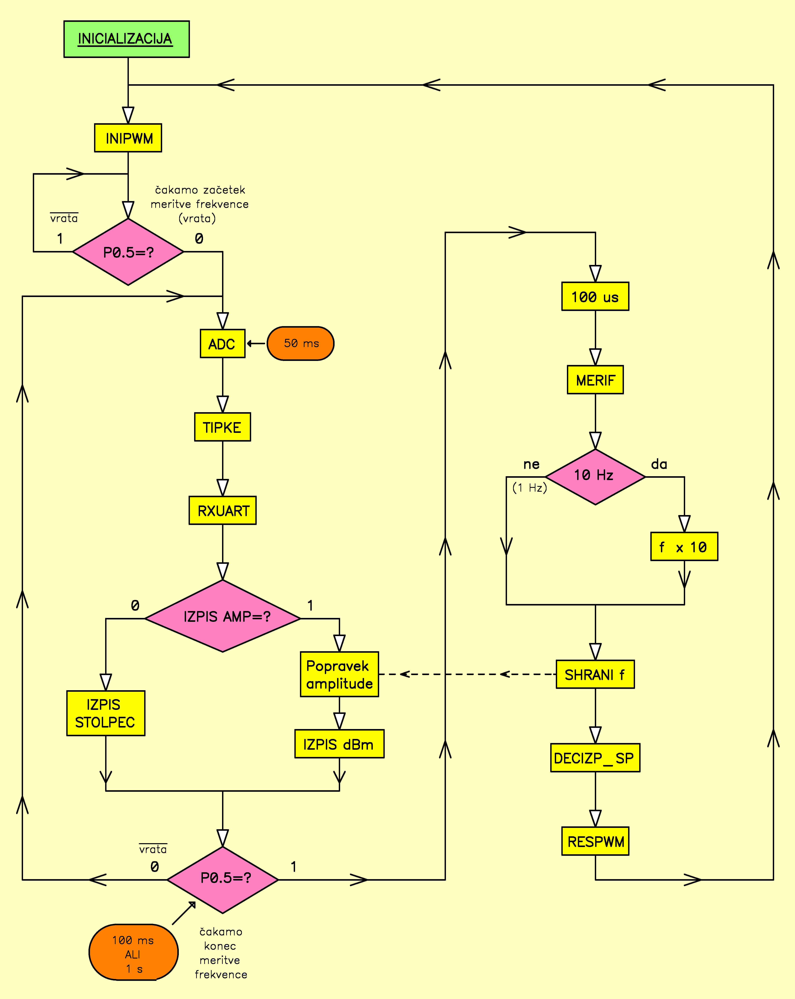 INICIALIZACIJA
INIPWM
čakamo začetek
meritve frekvence
(vrata)
vrata
1
0
P0.5=?
ADC
50 ms
TIPKE
RXUART
0
1
IZPIS AMP=?
Popravek
amplitude
IZPIS
STOLPEC
IZPIS dBm
vrata
0
1
P0.5=?
100 ms
ALI
1 s
čakamo
konec
meritve
frekvence
100 us
MERIF
ne
da
10 Hz
(1 Hz)
f x 10
SHRANI f
DECIZP_SP
RESPWM